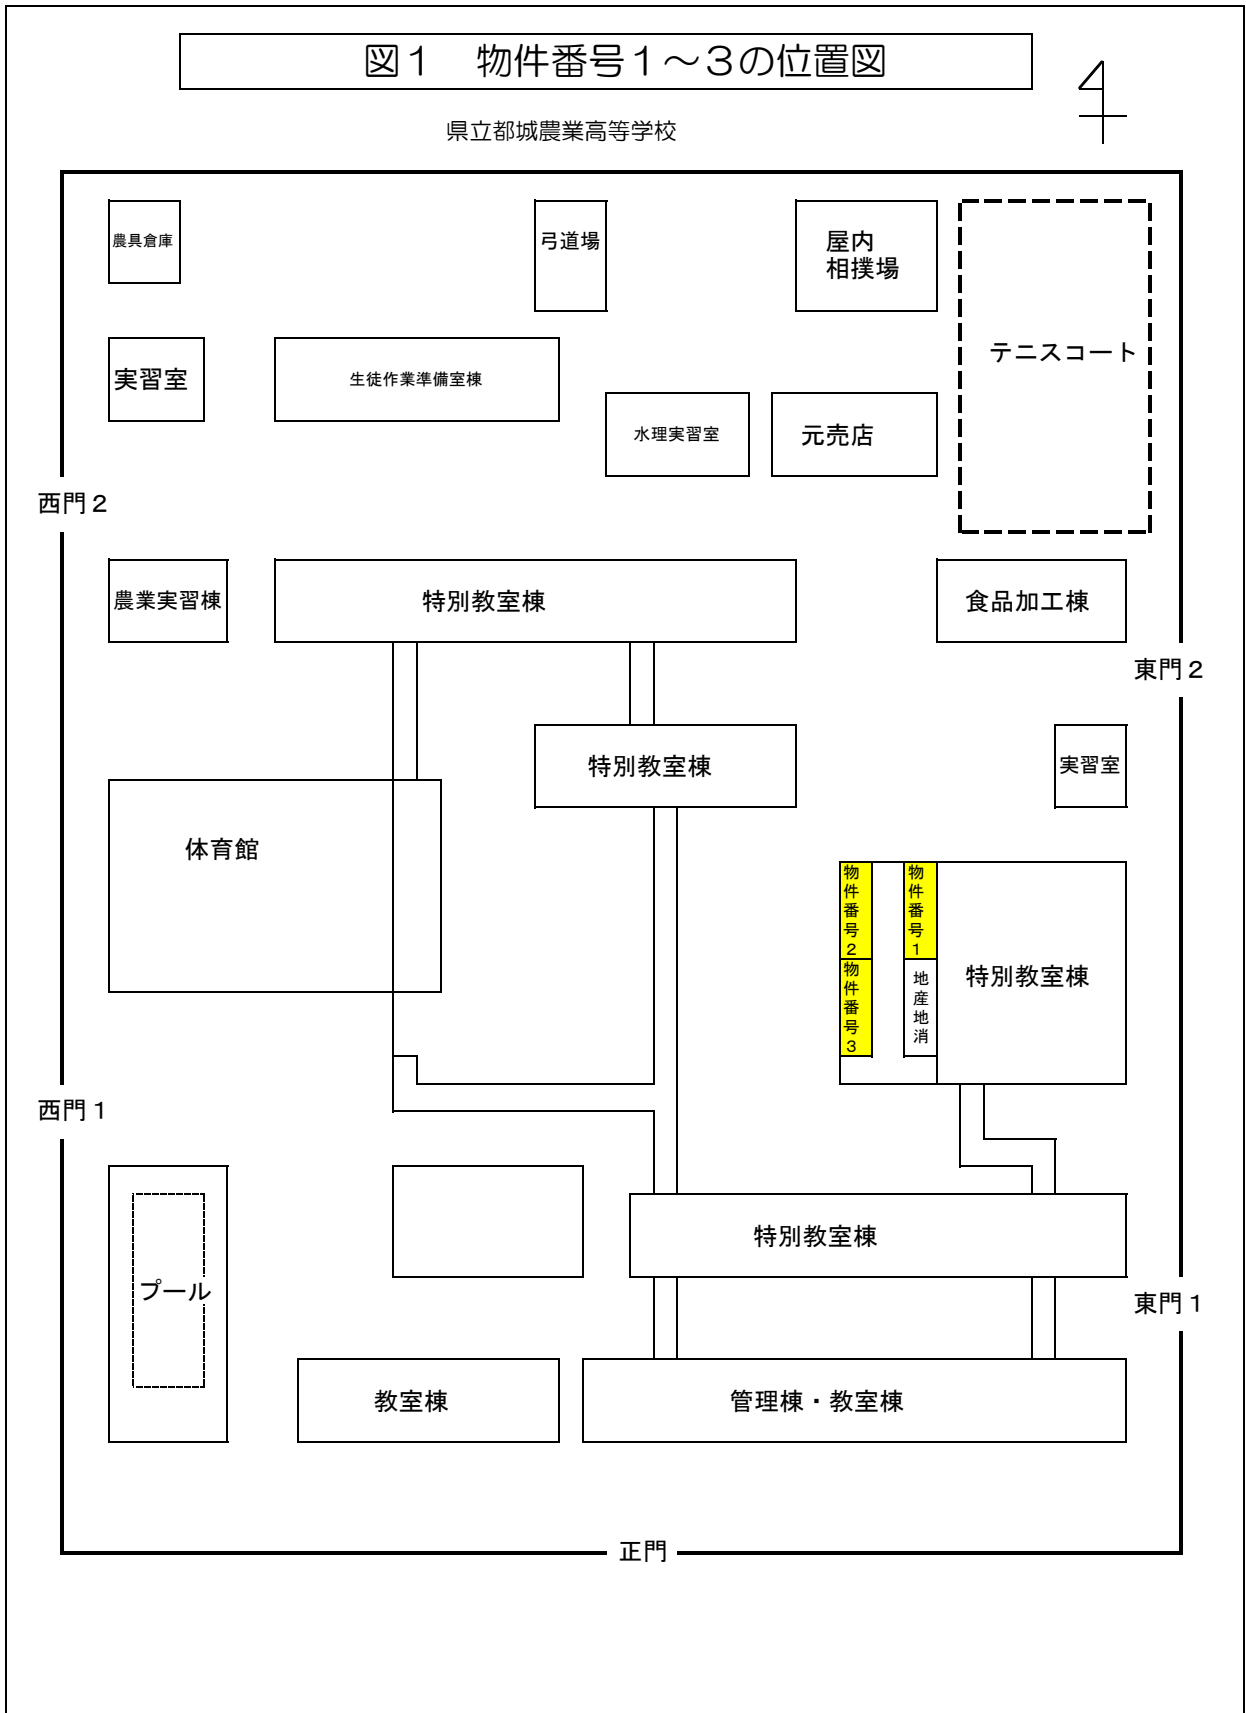 図１　物件番号１～３の位置図
県立都城農業高等学校
農具倉庫
弓道場
屋内
相撲場
テニスコート
実習室
生徒作業準備室棟
水理実習室
元売店
西門２
農業実習棟
特別教室棟
食品加工棟
東門２
特別教室棟
実習室
体育館
物件番号２
物件番号１
物件番号３
地産地消
特別教室棟
西門１
特別教室棟
プール
東門１
教室棟
管理棟・教室棟
正門